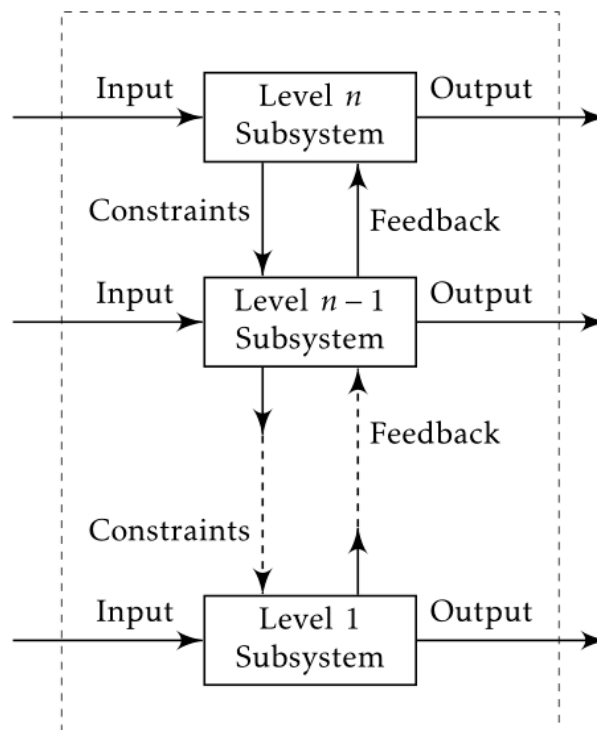 Input
Level n
Subsystem
Output
Constraints
Feedback
Input
Level n – 1
Subsystem
Output
Feedback
Constraints
Input
Level 1
Subsystem
Output